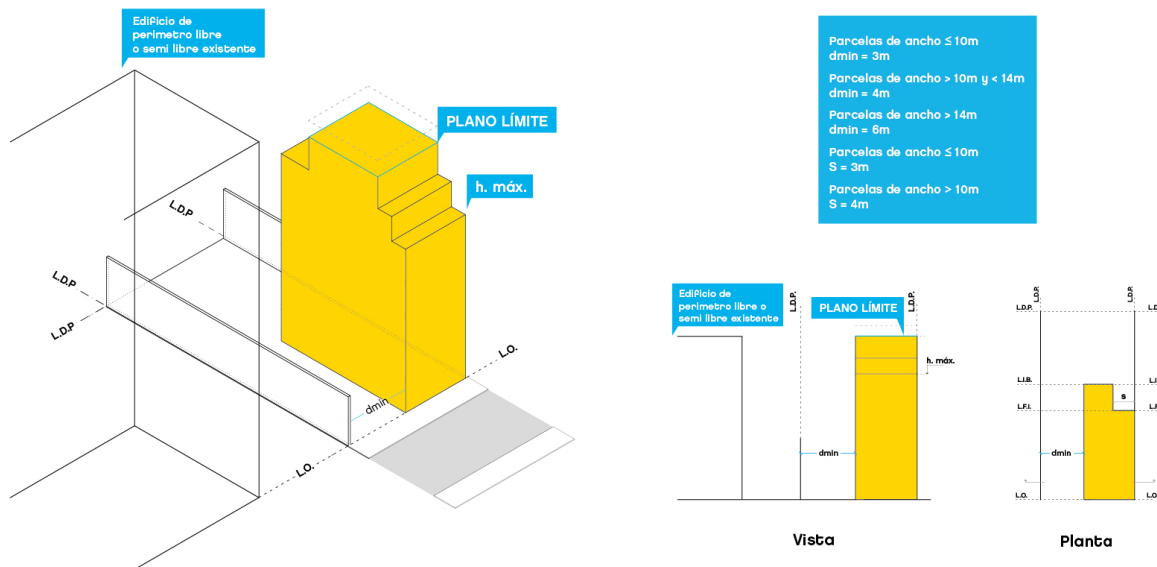 Edificio de
perimetro libre
o semi libre existente
PLANO LÍMITE
h. máx.
L.D.P
L.D.P
L.D.P
L.O.
dmin
L.O.
Parcelas de ancho ≤ 10m
dmin = 3m
Parcelas de ancho > 10m y < 14m
dmin = 4m
Parcelas de ancho > 14m
dmin = 6m
Parcelas de ancho ≤ 10m
S = 3m
Parcelas de ancho > 10m
S = 4m
Edificio de
perimetro libre o
semi libre existente
L.D.P.
PLANO LÍMITE
L.D.P.
h. máx.
dmin
Vista
L.D.P.
L.D.P.
L.D.P.
L.D
L.I.B.
L.I.
s
L.F.I.
L.F
dmin
L.O.
L.O
Planta